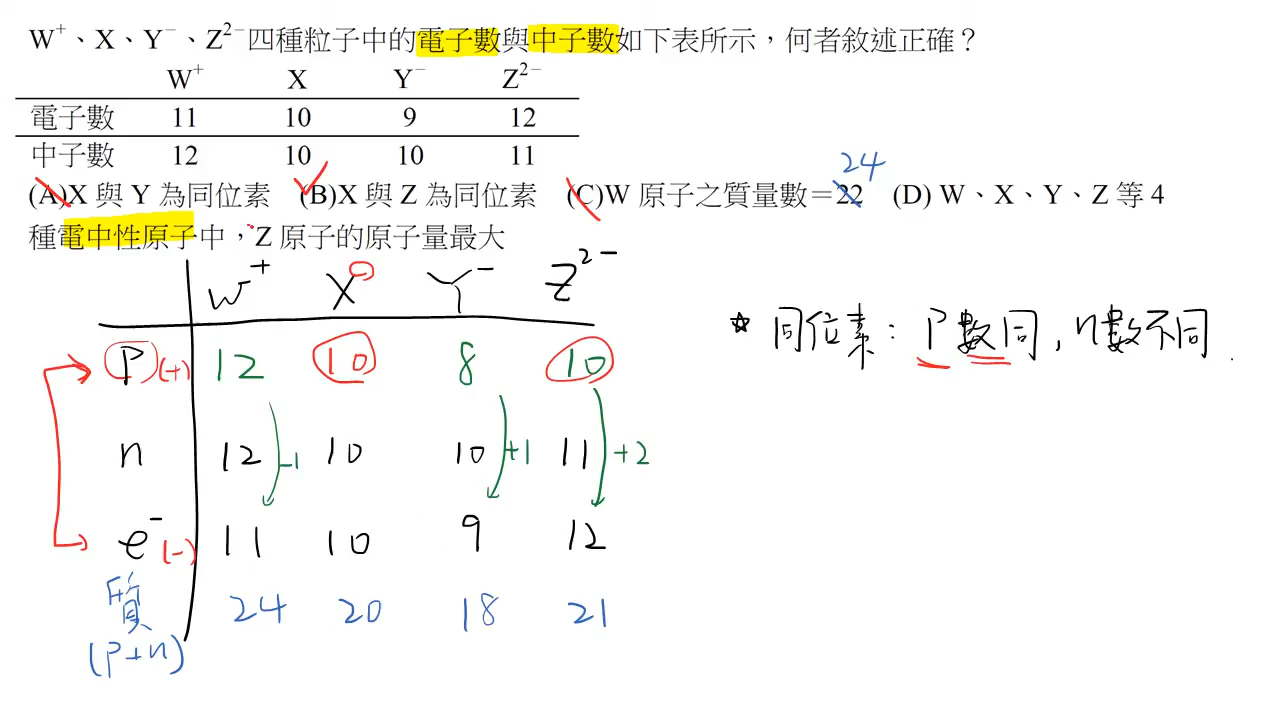 W⁺、X、Y⁻、Z²⁻四種粒子中的電子數與中子數如下表所示，何者敘述正確？
W⁺ X Y⁻ Z²⁻
電子數 11 10 9 12
中子數 12 10 10 11
24
(A)X 與 Y 為同位素 (B)X 與 Z 為同位素 (C)W 原子之質量數＝22 (D) W、X、Y、Z 等 4
種電中性原子中，Z 原子的原子量最大
W⁺ X Y⁻ Z²⁻
★ 同位素：P數同，n數不同．
P (+) 12 10 8 10
n 12 10 10 11
-1 +1 +2
e⁻ (-) 11 10 9 12
質 24 20 18 21
(P+n)